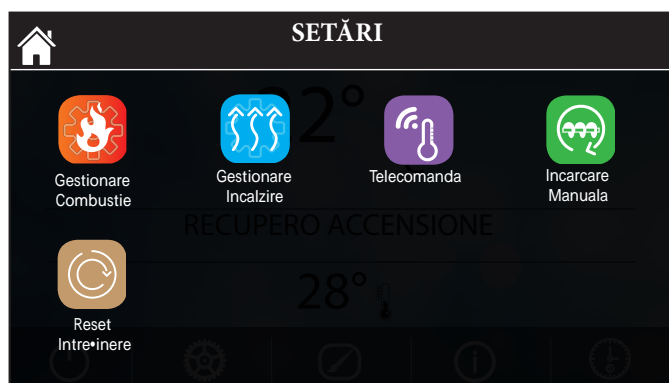 SETĂRI
22°
Gestionare
Combustie
Gestionare
Incalzire
Telecomanda
Incarcare
Manuala
RECUPERO ACCENSIONE
28°
Reset
Intre•inere